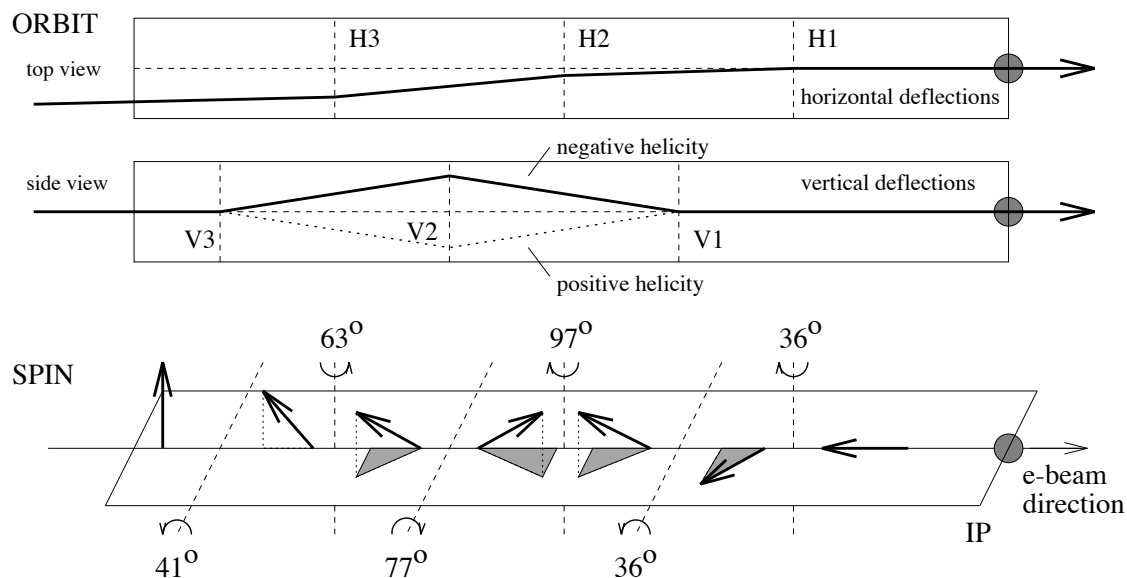 ORBIT
H3
H2
H1
top view
horizontal deflections
negative helicity
side view
vertical deflections
V3
V2
V1
positive helicity
63°
97°
36°
SPIN
e-beam
direction
IP
41°
77°
36°